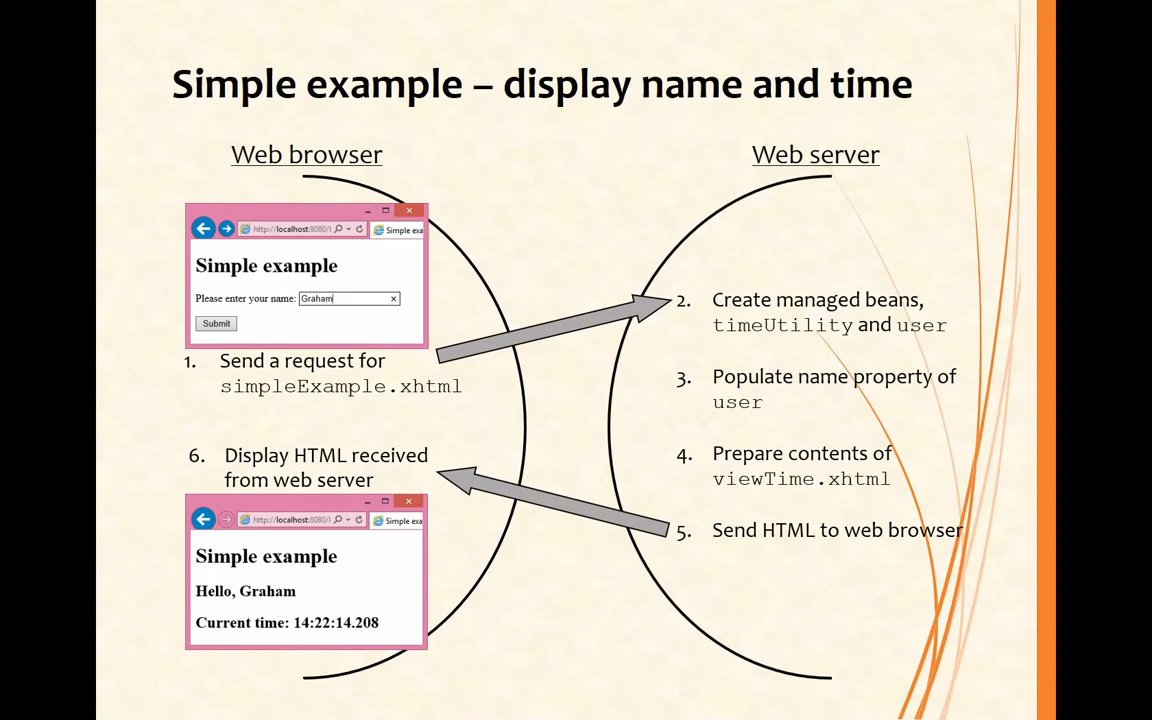 Simple example – display name and time
Web browser
http://localhost:8080/
Simple exa
Simple example
Please enter your name: Graham
Submit
1. Send a request for
simpleExample.xhtml
6. Display HTML received
from web server
http://localhost:8080/
Simple exa
Simple example
Hello, Graham
Current time: 14:22:14.208
Web server
2. Create managed beans,
timeUtility and user
3. Populate name property of
user
4. Prepare contents of
viewTime.xhtml
5. Send HTML to web browser